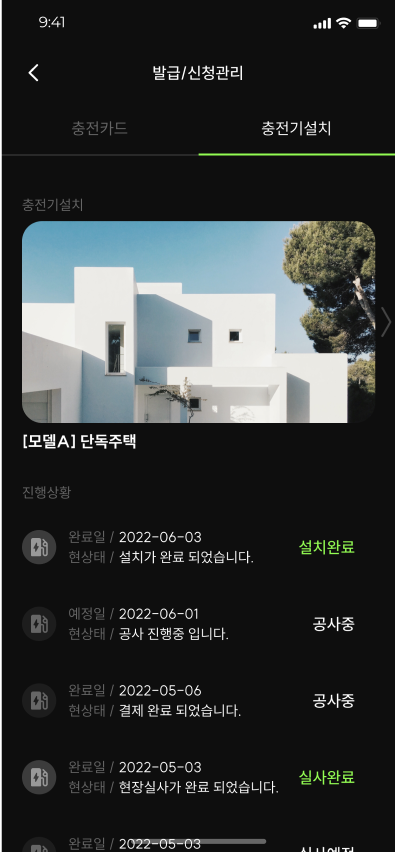 9:41
발급/신청관리
충전카드 충전기설치
충전기설치
[모델A] 단독주택
진행상황
완료일 / 2022-06-03
현상태 / 설치가 완료 되었습니다.
설치완료
예정일 / 2022-06-01
현상태 / 공사 진행중 입니다.
공사중
완료일 / 2022-05-06
현상태 / 결제 완료 되었습니다.
공사중
완료일 / 2022-05-03
현상태 / 현장실사가 완료 되었습니다.
실사완료
완료일 / 2022-05-03